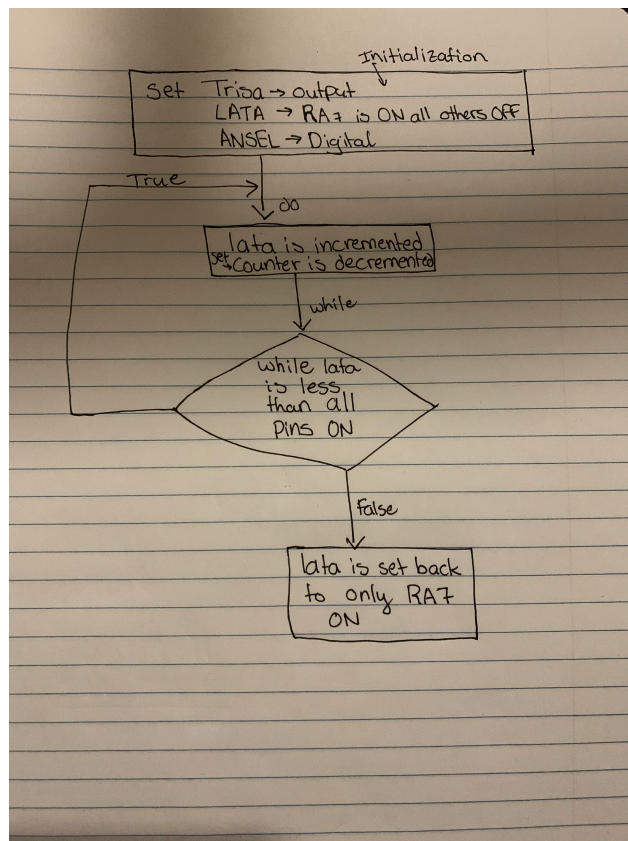 Initialization
Set Trisa → output
LATA → RA7 is ON all others OFF
ANSEL → Digital
True
do
lata is incremented
set → Counter is decremented
while
while lata
is less
than all
pins ON
False
lata is set back
to only RA7
ON